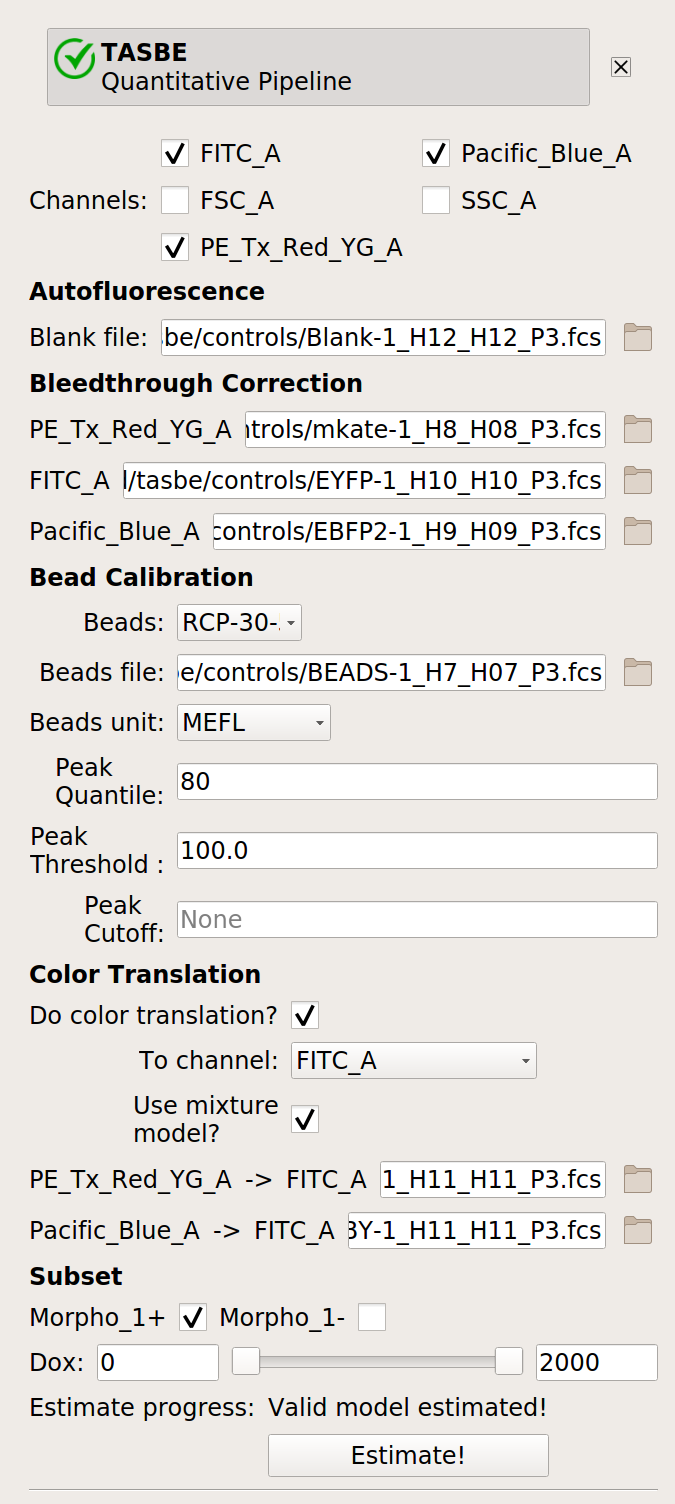 TASBE
Quantitative Pipeline
FITC_A Pacific_Blue_A
Channels: FSC_A SSC_A
PE_Tx_Red_YG_A
Autofluorescence
Blank file: be/controls/Blank-1_H12_H12_P3.fcs
Bleedthrough Correction
PE_Tx_Red_YG_A ntrols/mkate-1_H8_H08_P3.fcs
FITC_A l/tasbe/controls/EYFP-1_H10_H10_P3.fcs
Pacific_Blue_A controls/EBFP2-1_H9_H09_P3.fcs
Bead Calibration
Beads: RCP-30-
Beads file: e/controls/BEADS-1_H7_H07_P3.fcs
Beads unit: MEFL
Peak
Quantile: 80
Peak
Threshold : 100.0
Peak
Cutoff: None
Color Translation
Do color translation?
To channel: FITC_A
Use mixture
model?
PE_Tx_Red_YG_A -> FITC_A 1_H11_H11_P3.fcs
Pacific_Blue_A -> FITC_A BY-1_H11_H11_P3.fcs
Subset
Morpho_1+ Morpho_1-
Dox: 0 2000
Estimate progress: Valid model estimated!
Estimate!